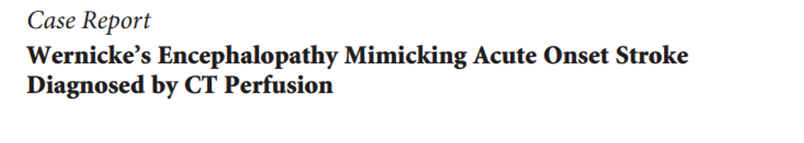 Case Report
Wernicke’s Encephalopathy Mimicking Acute Onset Stroke
Diagnosed by CT Perfusion